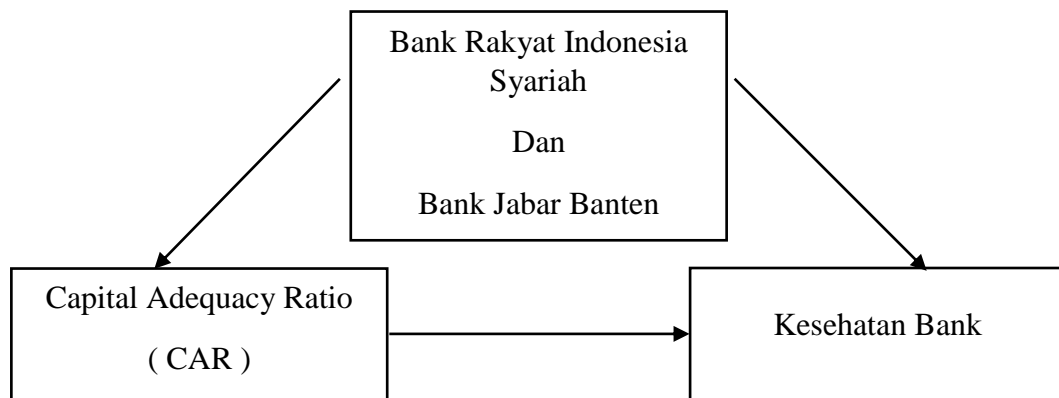 Bank Rakyat Indonesia
Syariah
Dan
Bank Jabar Banten
Capital Adequacy Ratio
( CAR )
Kesehatan Bank